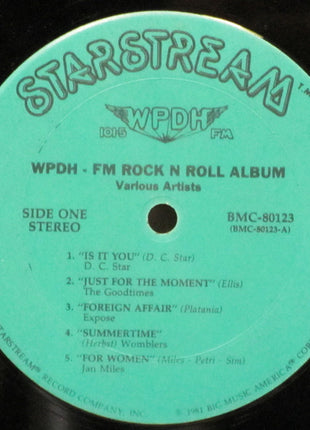 STARSTREAM T.M.
WPDH
101·5 FM
WPDH - FM ROCK N ROLL ALBUM
Various Artists
SIDE ONE
STEREO
BMC-80123
(BMC-80123-A)
1. "IS IT YOU" (D. C. Star)
D. C. Star
2. "JUST FOR THE MOMENT" (Ellis)
The Goodtimes
3. "FOREIGN AFFAIR" (Platania)
Expose
4. "SUMMERTIME"
(Herbst) Womblers
5. "FOR WOMEN" (Miles - Petri - Sim)
Jan Miles
STARSTREAM RECORD COMPANY, INC. © 1981 BIG MUSIC AMERICA COR